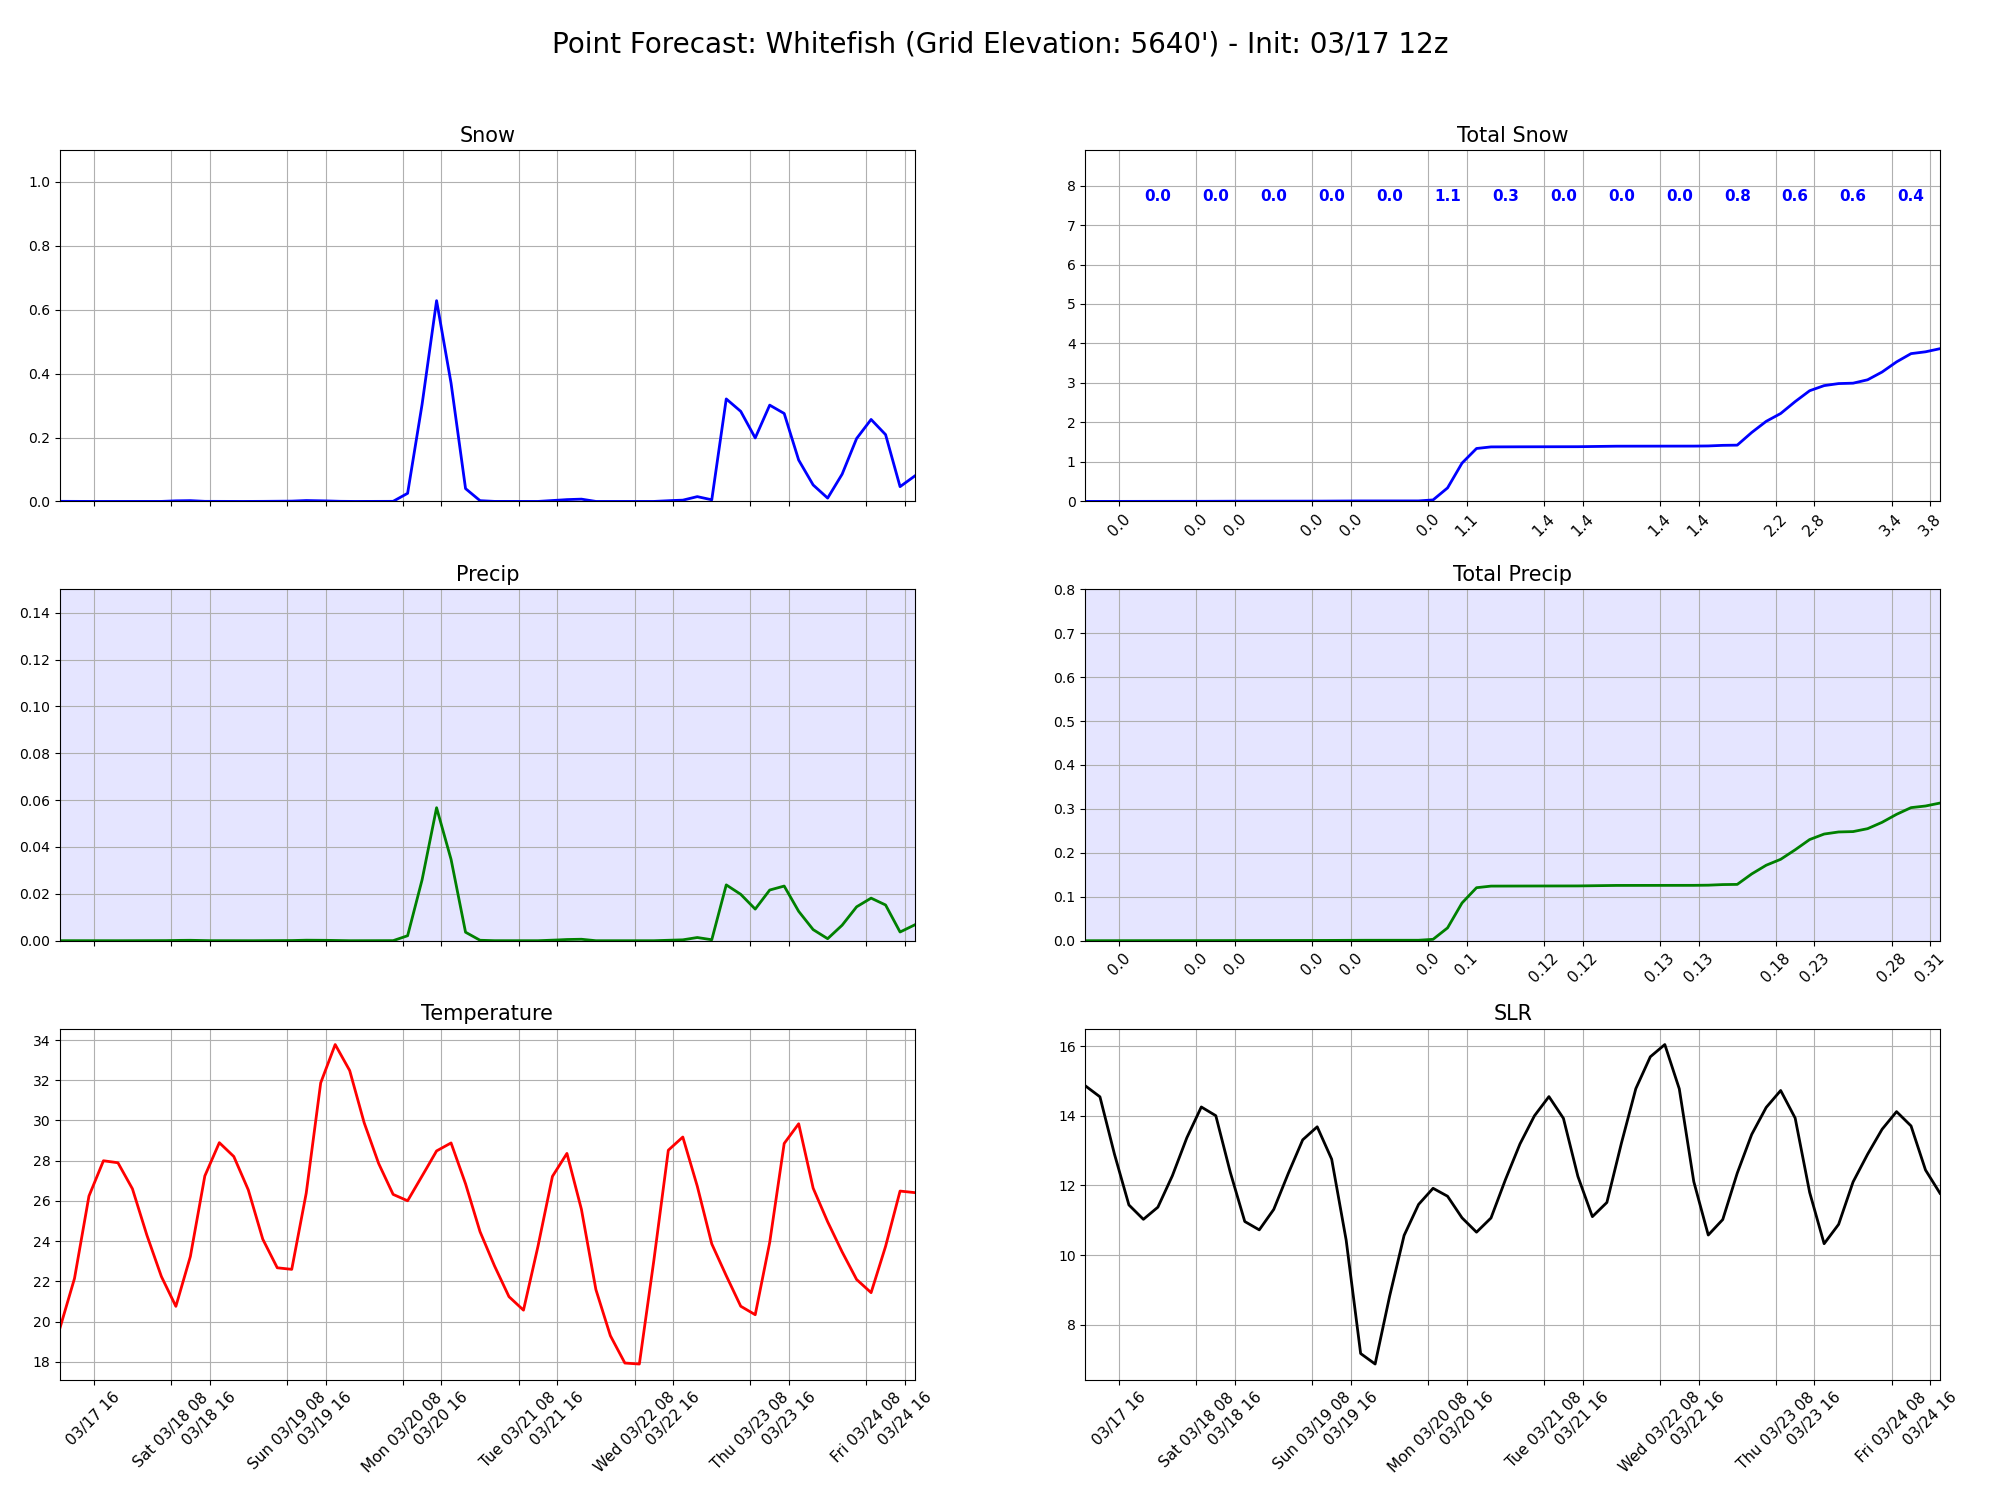 Point Forecast: Whitefish (Grid Elevation: 5640') - Init: 03/17 12z
Snow
1.0
0.8
0.6
0.4
0.2
0.0
Total Snow
8
7
6
5
4
3
2
1
0
0.0 0.0 0.0 0.0 0.0 1.1 0.3 0.0 0.0 0.0 0.8 0.6 0.6 0.4
0.0 0.0 0.0 0.0 0.0 0.0 1.1 1.4 1.4 1.4 1.4 2.2 2.8 3.4 3.8
Precip
0.14
0.12
0.10
0.08
0.06
0.04
0.02
0.00
Total Precip
0.8
0.7
0.6
0.5
0.4
0.3
0.2
0.1
0.0
0.0 0.0 0.0 0.0 0.0 0.0 0.1 0.12 0.12 0.13 0.13 0.18 0.23 0.28 0.31
Temperature
34
32
30
28
26
24
22
20
18
03/17 16
Sat 03/18 08
03/18 16
Sun 03/19 08
03/19 16
Mon 03/20 08
03/20 16
Tue 03/21 08
03/21 16
Wed 03/22 08
03/22 16
Thu 03/23 08
03/23 16
Fri 03/24 08
03/24 16
SLR
16
14
12
10
8
03/17 16
Sat 03/18 08
03/18 16
Sun 03/19 08
03/19 16
Mon 03/20 08
03/20 16
Tue 03/21 08
03/21 16
Wed 03/22 08
03/22 16
Thu 03/23 08
03/23 16
Fri 03/24 08
03/24 16